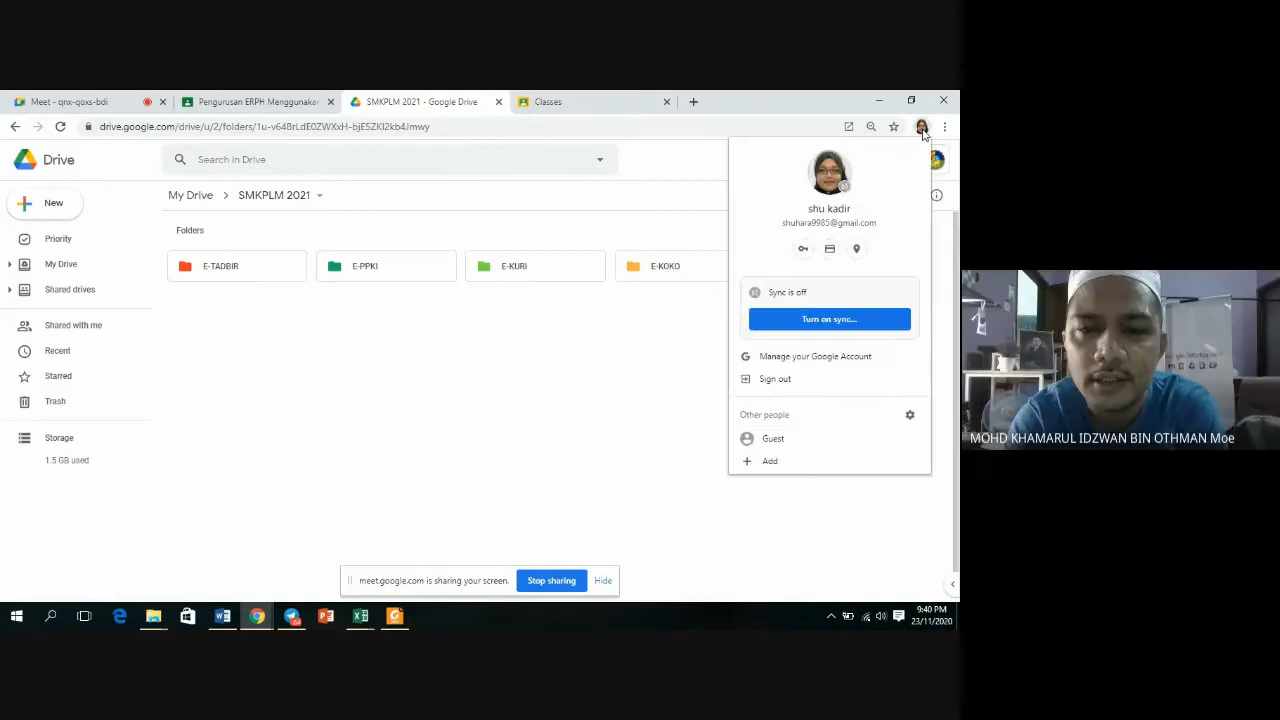 Meet - qnx-qoxs-bdi
Pengurusan ERPH Menggunakar
SMKPLM 2021 - Google Drive
Classes
drive.google.com/drive/u/2/folders/1u-v64BrLdE0ZWXxH-bjE5ZKI2kb4Jmwy
Drive
Search in Drive
New
My Drive
SMKPLM 2021
Priority
My Drive
Shared drives
Shared with me
Recent
Starred
Trash
Storage
1.5 GB used
Folders
E-TADBIR
E-PPKI
E-KURI
E-KOKO
shu kadir
shuhara9985@gmail.com
Sync is off
Turn on sync...
Manage your Google Account
Sign out
Other people
Guest
Add
meet.google.com is sharing your screen.
Stop sharing
Hide
9:40 PM
23/11/2020
MOHD KHAMARUL IDZWAN BIN OTHMAN Moe